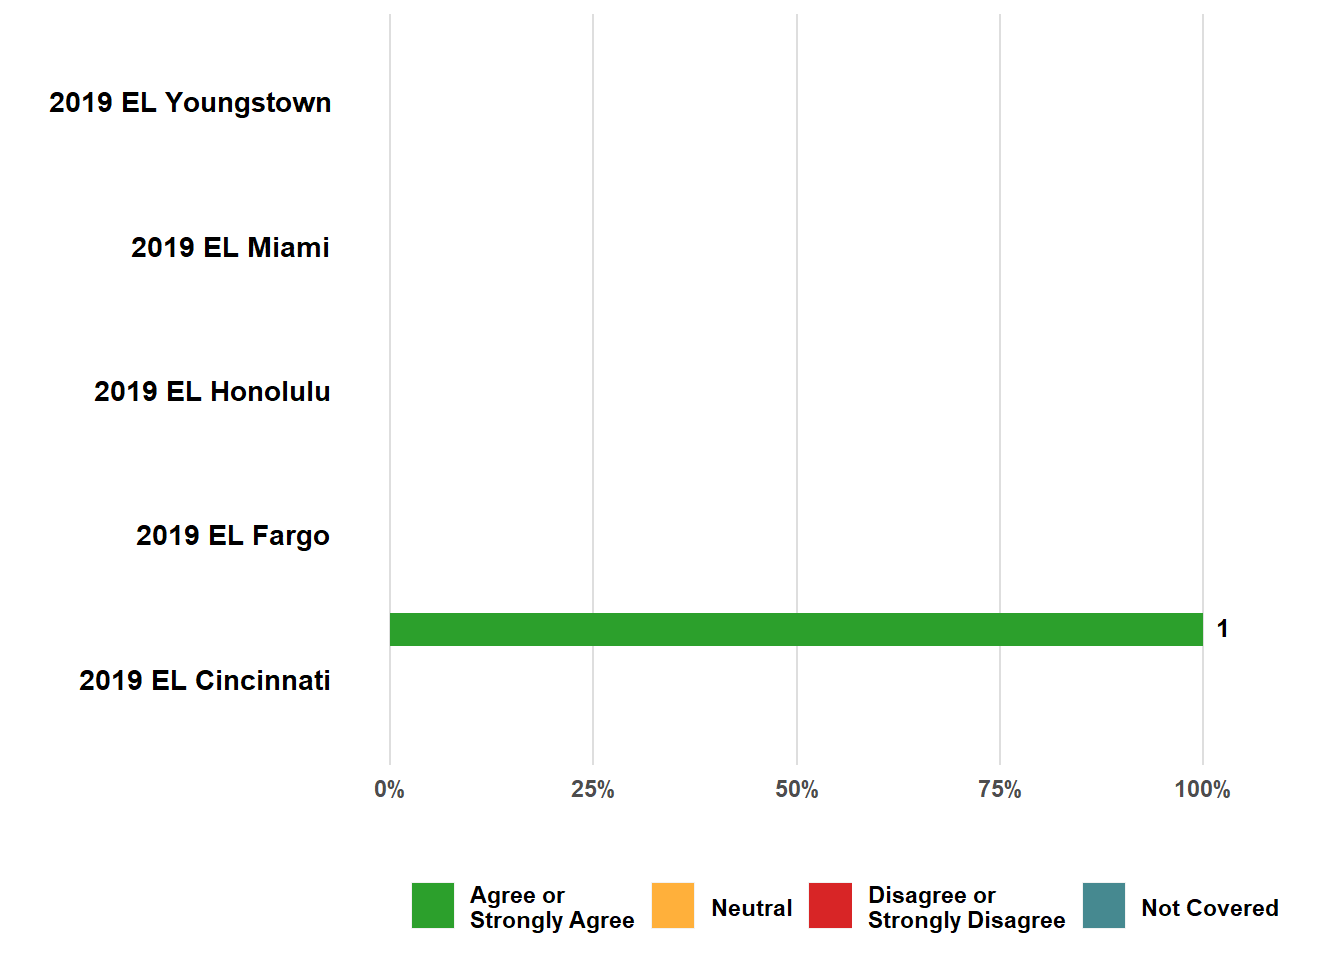 2019 EL Youngstown
2019 EL Miami
2019 EL Honolulu
2019 EL Fargo
1
2019 EL Cincinnati
0% 25% 50% 75% 100%
Agree or
Strongly Agree
Neutral
Disagree or
Strongly Disagree
Not Covered